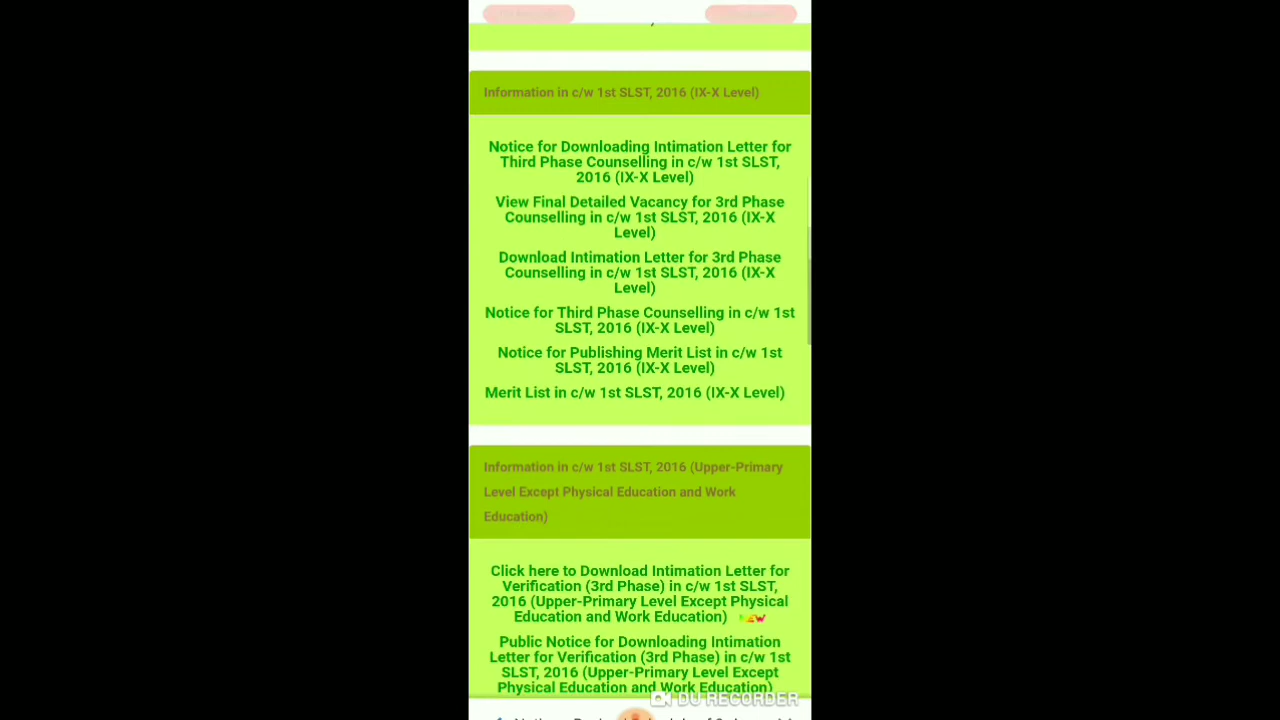 Information in c/w 1st SLST, 2016 (IX-X Level)
Notice for Downloading Intimation Letter for
Third Phase Counselling in c/w 1st SLST,
2016 (IX-X Level)
View Final Detailed Vacancy for 3rd Phase
Counselling in c/w 1st SLST, 2016 (IX-X
Level)
Download Intimation Letter for 3rd Phase
Counselling in c/w 1st SLST, 2016 (IX-X
Level)
Notice for Third Phase Counselling in c/w 1st
SLST, 2016 (IX-X Level)
Notice for Publishing Merit List in c/w 1st
SLST, 2016 (IX-X Level)
Merit List in c/w 1st SLST, 2016 (IX-X Level)
Information in c/w 1st SLST, 2016 (Upper-Primary
Level Except Physical Education and Work
Education)
Click here to Download Intimation Letter for
Verification (3rd Phase) in c/w 1st SLST,
2016 (Upper-Primary Level Except Physical
Education and Work Education)
Public Notice for Downloading Intimation
Letter for Verification (3rd Phase) in c/w 1st
SLST, 2016 (Upper-Primary Level Except
Physical Education and Work Education)
DU RECORDER